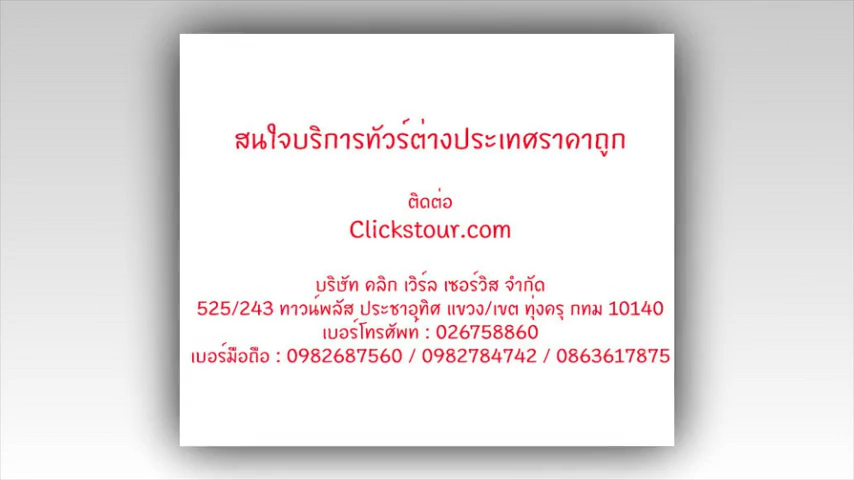 สนใจบริการทัวร์ต่างประเทศราคาถูก
ติดต่อ
Clickstour.com
บริษัท คลิก เวิร์ล เซอร์วิส จำกัด
525/243 ทาวน์พลัส ประชาอุทิศ แขวง/เขต ทุ่งครุ กทม 10140
เบอร์โทรศัพท์ : 026758860
เบอร์มือถือ : 0982687560 / 0982784742 / 0863617875